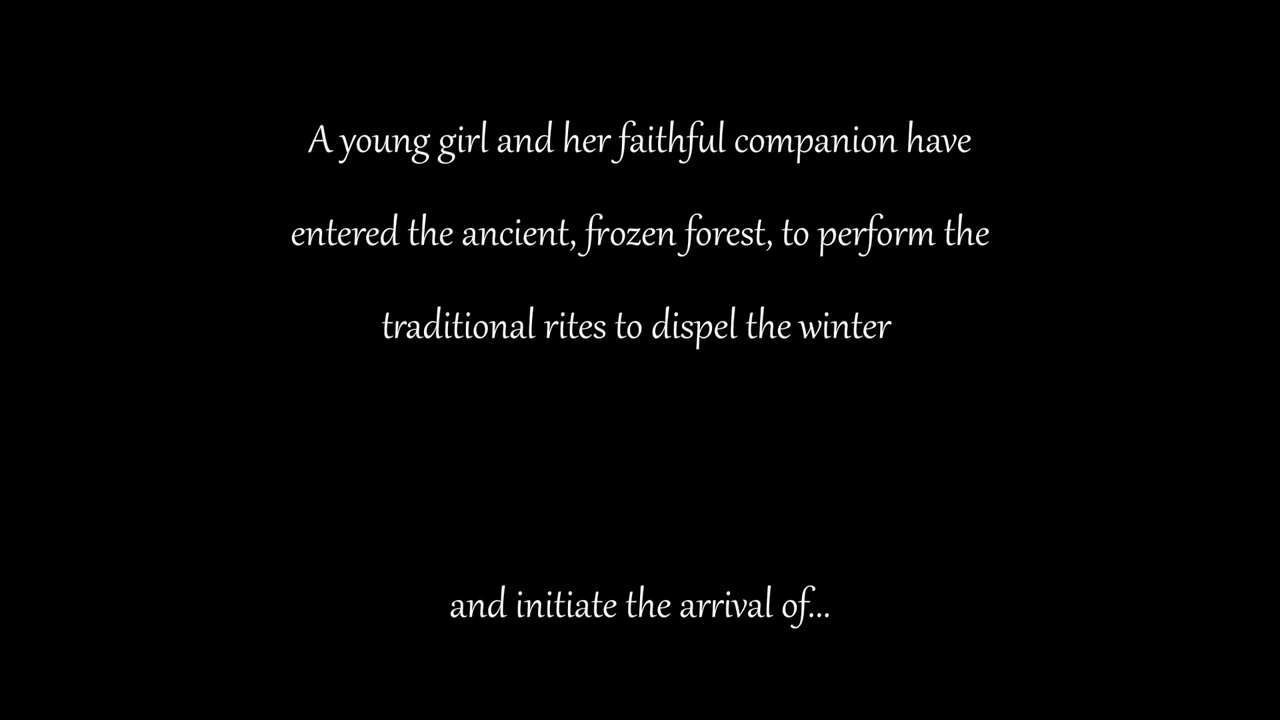 A young girl and her faithful companion have
entered the ancient, frozen forest, to perform the
traditional rites to dispel the winter
and initiate the arrival of...